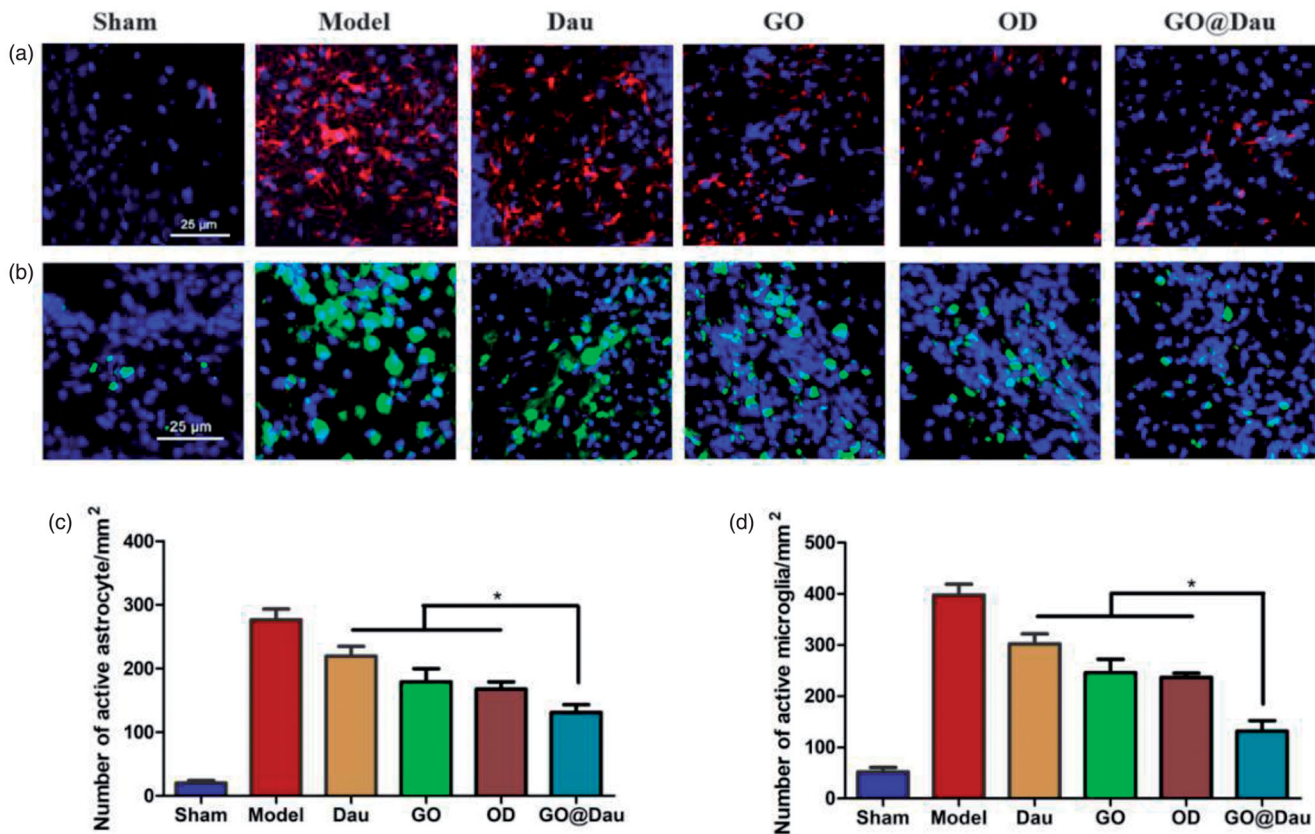 Sham Model Dau GO OD GO@Dau
(a)
25 µm
(b)
25 µm
(c)
Number of active astrocyte/mm²
400
300
200
100
0
*
Sham Model Dau GO OD GO@Dau
(d)
Number of active microglia/mm²
500
400
300
200
100
0
*
Sham Model Dau GO OD GO@Dau